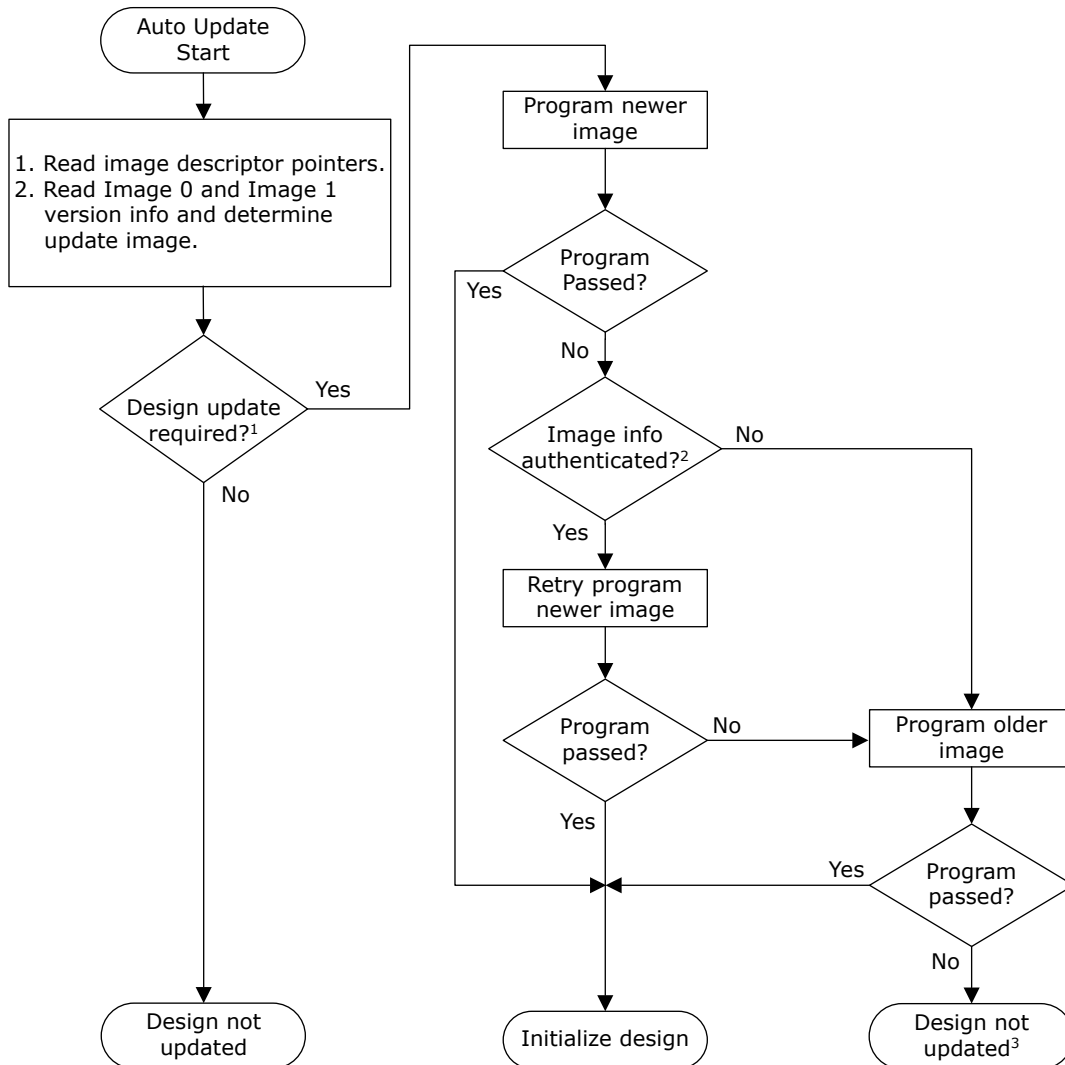 Auto Update
Start
1. Read image descriptor pointers.
2. Read Image 0 and Image 1
version info and determine
update image.
Design update
required?1
Yes
No
Design not
updated
Program newer
image
Program
Passed?
Yes
No
Image info
authenticated?2
No
Yes
Retry program
newer image
Program
passed?
No
Yes
Program older
image
Program
passed?
Yes
No
Initialize design
Design not
updated3